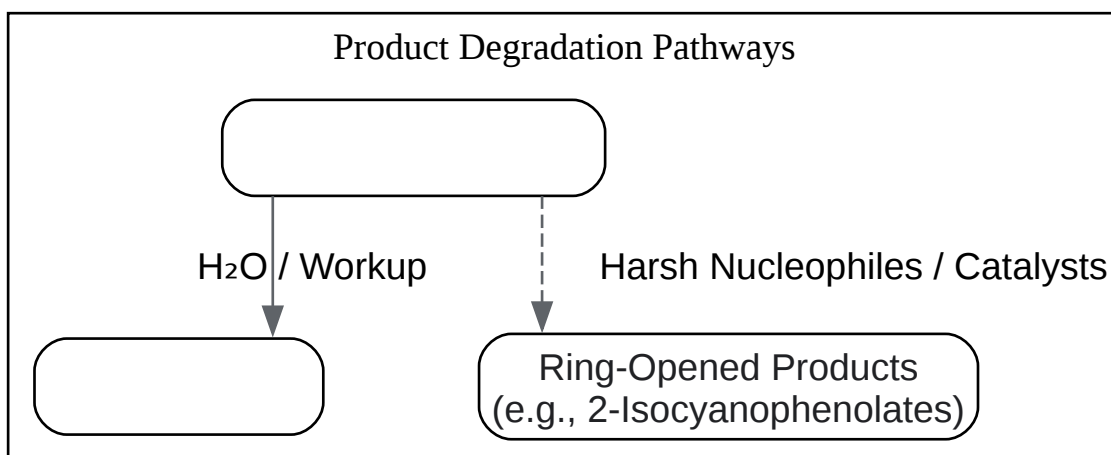 Product Degradation Pathways
H₂O / Workup
Harsh Nucleophiles / Catalysts
Ring-Opened Products
(e.g., 2-Isocyanophenolates)